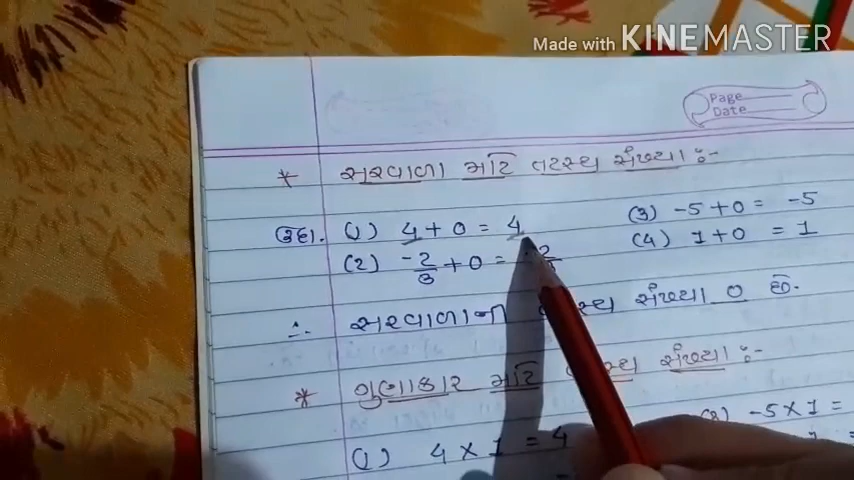 Made with KINEMASTER
Page
Date
* સરવાળા માટે તટસ્થ સંખ્યા :-
ઉદા. (1) 4 + 0 = 4 (3) -5 + 0 = -5
(2) -2/3 + 0 = 2 (4) 1 + 0 = 1
∴ સરવાળાની સંખ્યા 0 છે.
* ગુણાકાર માટે સંખ્યા :-
(1) 4 × 1 = 4 -5 × 1 =